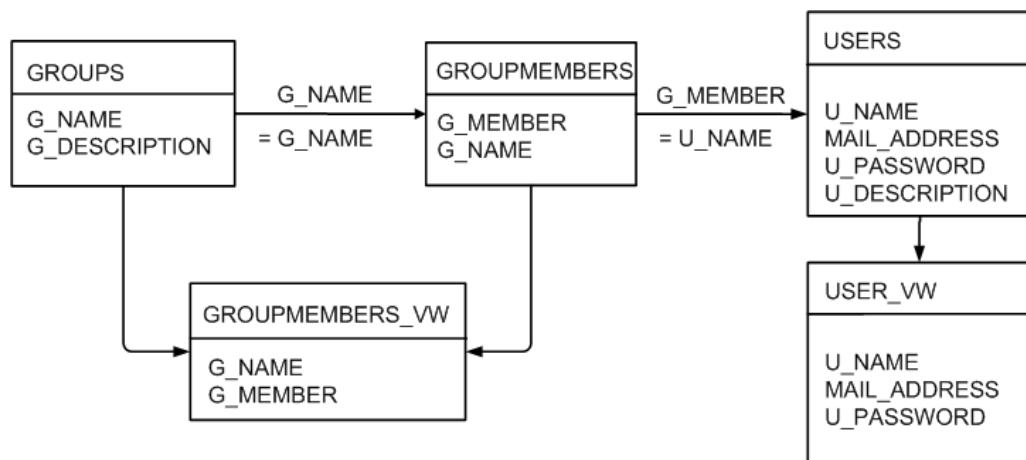 GROUPS
G_NAME
G_DESCRIPTION
G_NAME
= G_NAME
GROUPMEMBERS
G_MEMBER
G_NAME
G_MEMBER
= U_NAME
USERS
U_NAME
MAIL_ADDRESS
U_PASSWORD
U_DESCRIPTION
GROUPMEMBERS_VW
G_NAME
G_MEMBER
USER_VW
U_NAME
MAIL_ADDRESS
U_PASSWORD